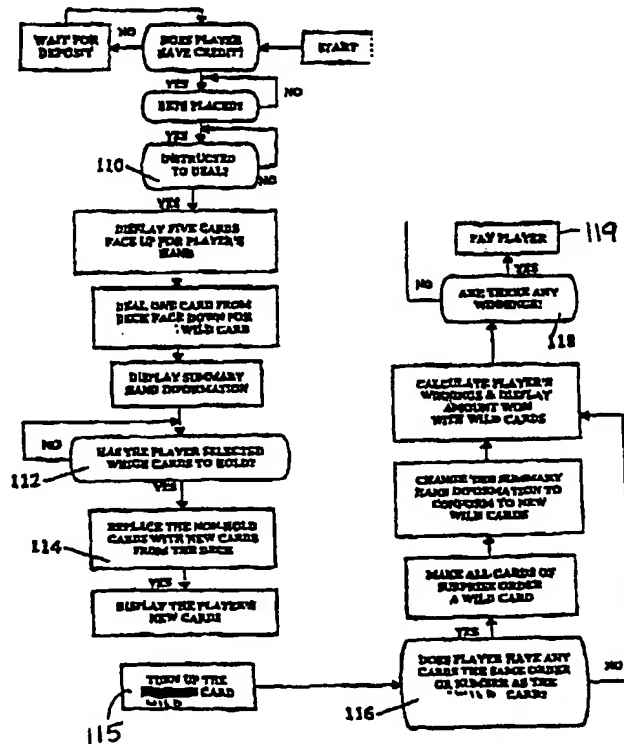 WAIT FOR
DEPOSIT
NO
DOES PLAYER
HAVE CREDIT?
START
YES
BETS PLACED?
NO
YES
110
INSTRUCTED
TO DEAL?
NO
YES
DISPLAY FIVE CARDS
FACE UP FOR PLAYER'S
HAND
DEAL ONE CARD FROM
DECK FACE DOWN FOR
WILD CARD
DISPLAY SUMMARY
HAND INFORMATION
NO
HAS THE PLAYER SELECTED
WHICH CARDS TO HOLD?
112
YES
REPLACE THE NON-HOLD
CARDS WITH NEW CARDS
FROM THE DECK
114
YES
DISPLAY THE PLAYER'S
NEW CARDS
TURN UP THE
CARD
WILD
115
DOES PLAYER HAVE ANY
CARDS THE SAME ORDER
OR NUMBER AS THE
"WILD CARD?
116
NO
YES
MAKE ALL CARDS OF
SURPRISE ORDER
A WILD CARD
CHANGE THE SUMMARY
HAND INFORMATION TO
CONFORM TO NEW
WILD CARDS
CALCULATE PLAYER'S
WINNINGS & DISPLAY
AMOUNT WON
WITH WILD CARDS
ARE THERE ANY
WINNINGS?
118
NO
YES
PAY PLAYER
119